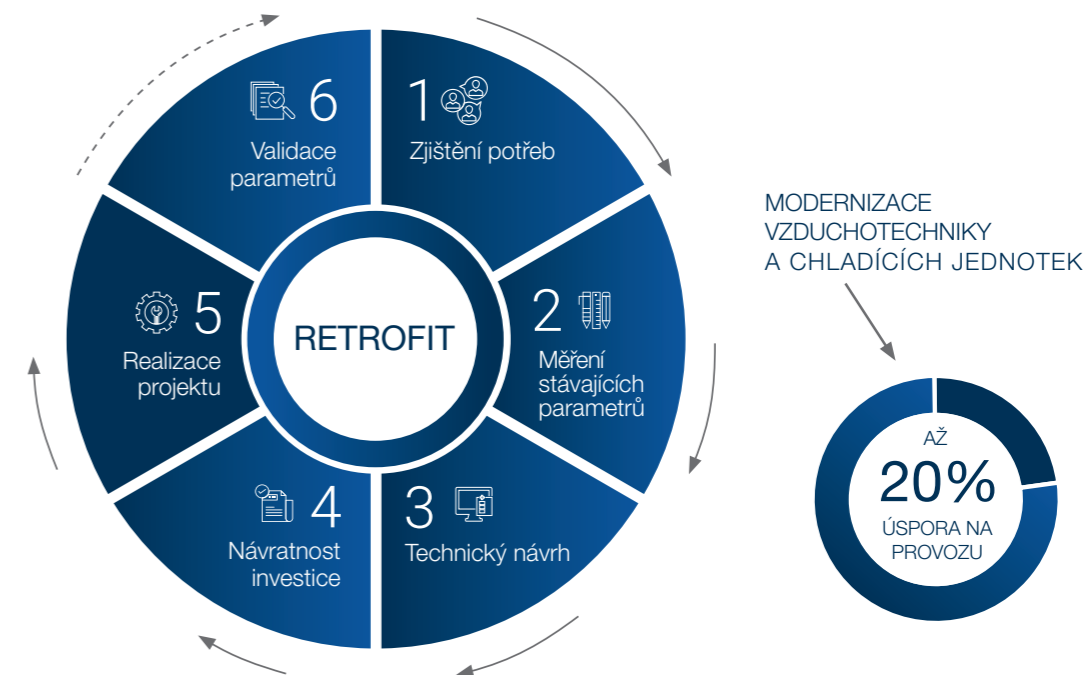 RETROFIT
1
Zjištění potřeb
2
Měření
stávajících
parametrů
3
Technický návrh
4
Návratnost
investice
5
Realizace
projektu
6
Validace
parametrů
MODERNIZACE
VZDUCHOTECHNIKY
A CHLADÍCÍCH JEDNOTEK
AŽ
20%
ÚSPORA NA
PROVOZU